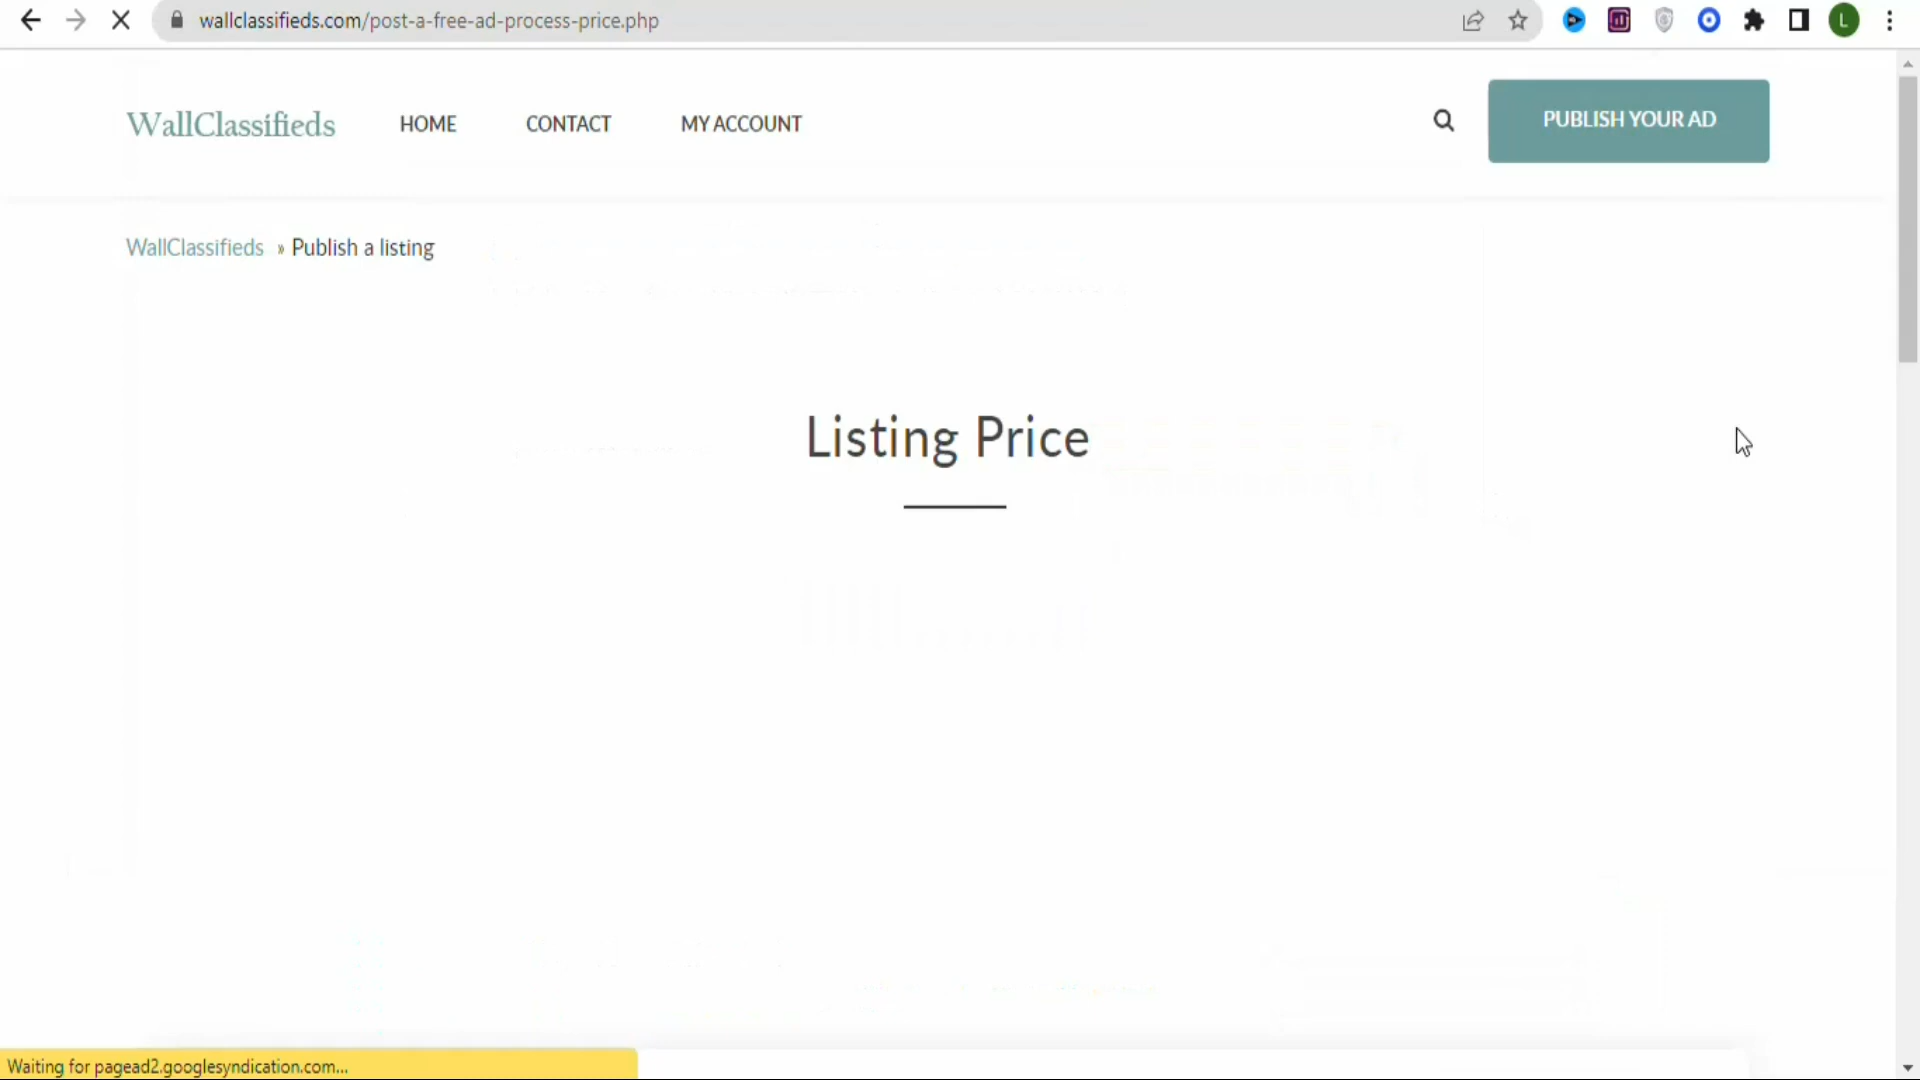 wallclassifieds.com/post-a-free-ad-process-price.php
L
WallClassifieds
HOME
CONTACT
MY ACCOUNT
PUBLISH YOUR AD
WallClassifieds » Publish a listing
Listing Price
Waiting for pagead2.googlesyndication.com...